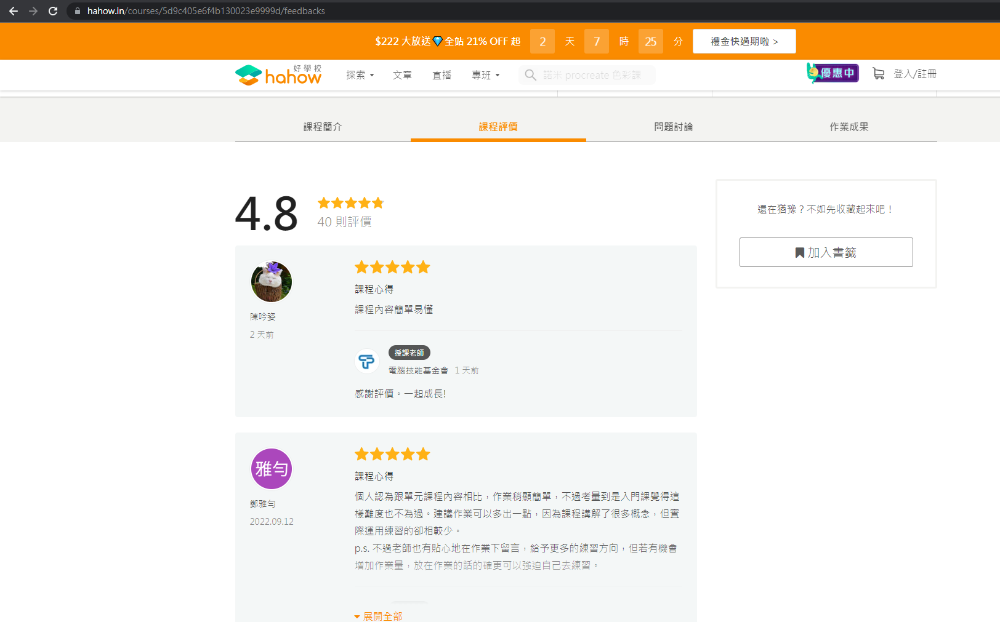 hahow.in/courses/5d9c405e6f4b130023e9999d/feedbacks
$222 大放送💎全站 21% OFF 起 2 天 7 時 25 分 禮金快過期啦 >
好學校
hahow 探索 文章 直播 專班 諾米 procreate 色彩課 優惠中 登入/註冊
課程簡介 課程評價 問題討論 作業成果
4.8
40 則評價
還在猶豫？不如先收藏起來吧！
加入書籤
陳吟姿
2 天前
課程心得
課程內容簡單易懂
授課老師
電腦技能基金會 1 天前
感謝評價。一起成長!
雅勻
鄭雅勻
2022.09.12
課程心得
個人認為跟單元課程內容相比，作業稍顯簡單，不過考量到是入門課覺得這
樣難度也不為過。建議作業可以多出一點，因為課程講解了很多概念，但實
際運用練習的卻相較少。
p.s. 不過老師也有貼心地在作業下留言，給予更多的練習方向，但若有機會
增加作業量，放在作業的話的確更可以強迫自己去練習。
展開全部